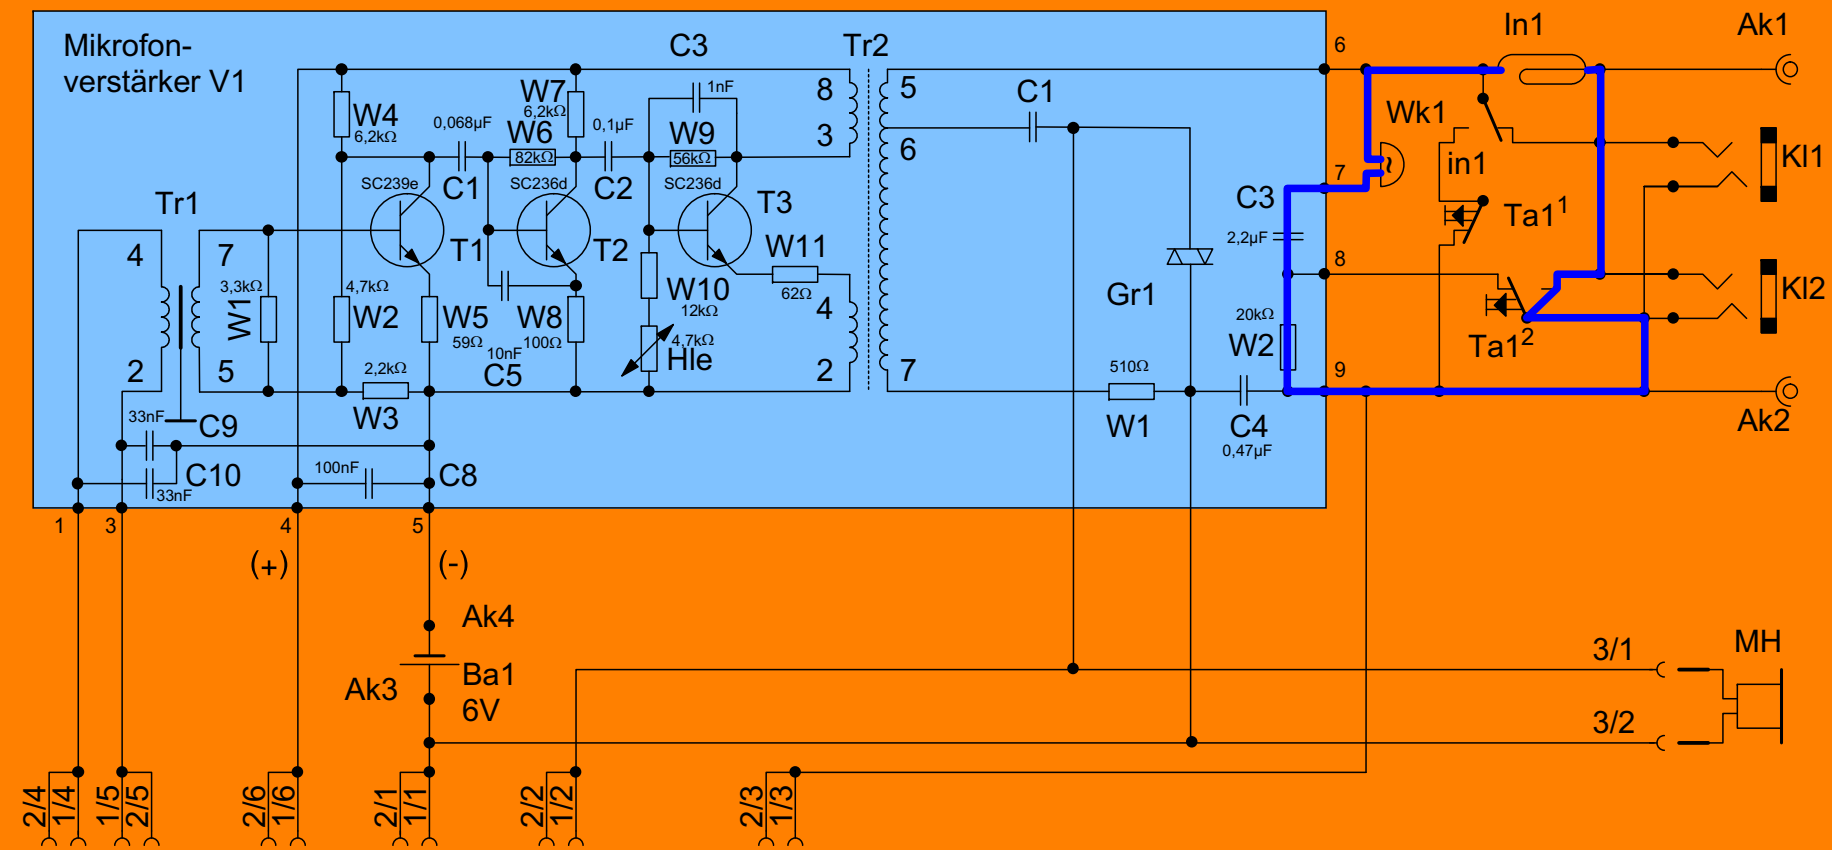 Mikrofon-
verstärker V1
C3
1nF
Tr2
6
In1
Ak1
8
3
5
6
W4
6,2kΩ
0,068µF
W7
6,2kΩ
W6
82kΩ
0,1µF
W9
56kΩ
C1
Wk1
in1
Kl1
SC239e
C1
SC236d
C2
SC236d
7
Tr1
T1
T2
T3
C3
2,2µF
Ta1¹
4
7
3,3kΩ
W1
4,7kΩ
W2
W5
59Ω
10nF
C5
W8
100Ω
W10
12kΩ
4,7kΩ
Hle
W11
62Ω
4
Gr1
8
Kl2
20kΩ
W2
Ta1²
2
5
2,2kΩ
W3
2
7
510Ω
W1
C4
0,47µF
9
Ak2
33nF
C9
C10
33nF
100nF
C8
1
3
4
5
(+)
(-)
Ak4
Ak3
Ba1
6V
3/1
MH
3/2
2/4
1/4
1/5
2/5
2/6
1/6
2/1
1/1
2/2
1/2
2/3
1/3